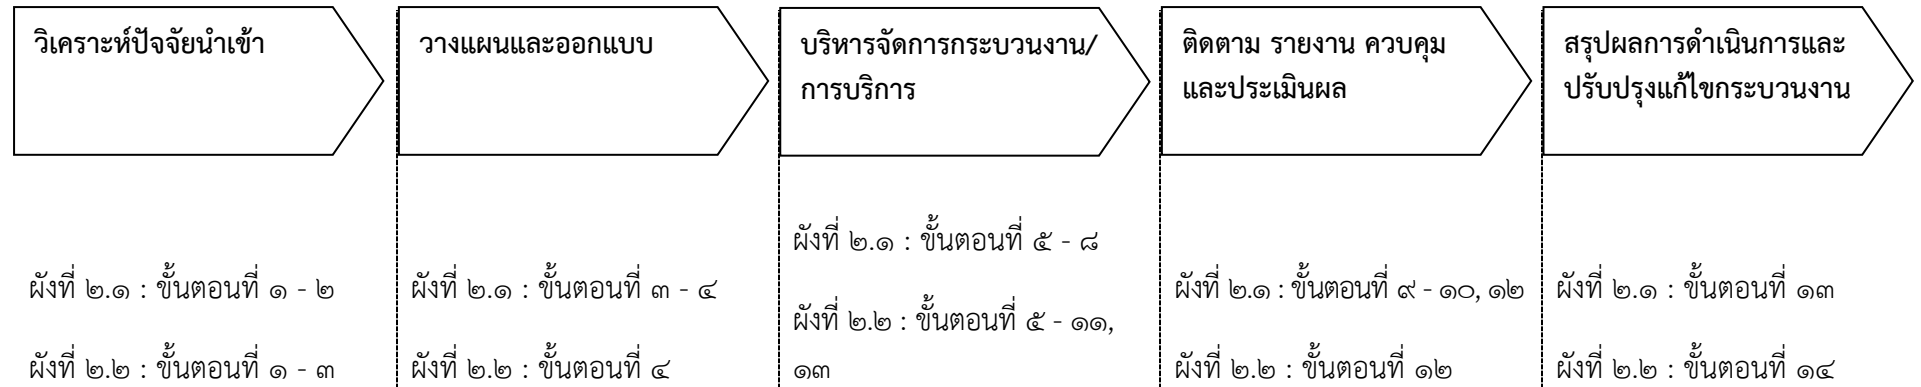 วิเคราะห์ปัจจัยนำเข้า
วางแผนและออกแบบ
บริหารจัดการกระบวนงาน/
การบริการ
ติดตาม รายงาน ควบคุม
และประเมินผล
สรุปผลการดำเนินการและ
ปรับปรุงแก้ไขกระบวนงาน
ผังที่ ๒.๑ : ขั้นตอนที่ ๑ - ๒
ผังที่ ๒.๒ : ขั้นตอนที่ ๑ - ๓
ผังที่ ๒.๑ : ขั้นตอนที่ ๓ - ๔
ผังที่ ๒.๒ : ขั้นตอนที่ ๔
ผังที่ ๒.๑ : ขั้นตอนที่ ๕ - ๘
ผังที่ ๒.๒ : ขั้นตอนที่ ๕ - ๑๑,
๑๓
ผังที่ ๒.๑ : ขั้นตอนที่ ๙ - ๑๐, ๑๒
ผังที่ ๒.๒ : ขั้นตอนที่ ๑๒
ผังที่ ๒.๑ : ขั้นตอนที่ ๑๓
ผังที่ ๒.๒ : ขั้นตอนที่ ๑๔